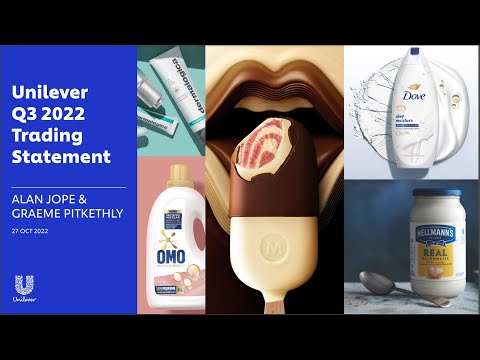 Unilever
Q3 2022
Trading
Statement
ALAN JOPE &
GRAEME PITKETHLY
27 OCT 2022
Unilever
dermalogica
OMO
M
Dove
deep
moisture
HELLMANN'S
REAL
MAYONNAISE